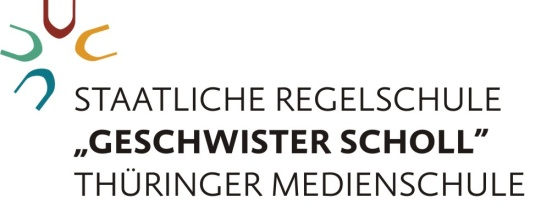 STAATLICHE REGELSCHULE
„GESCHWISTER SCHOLL”
THÜRINGER MEDIENSCHULE